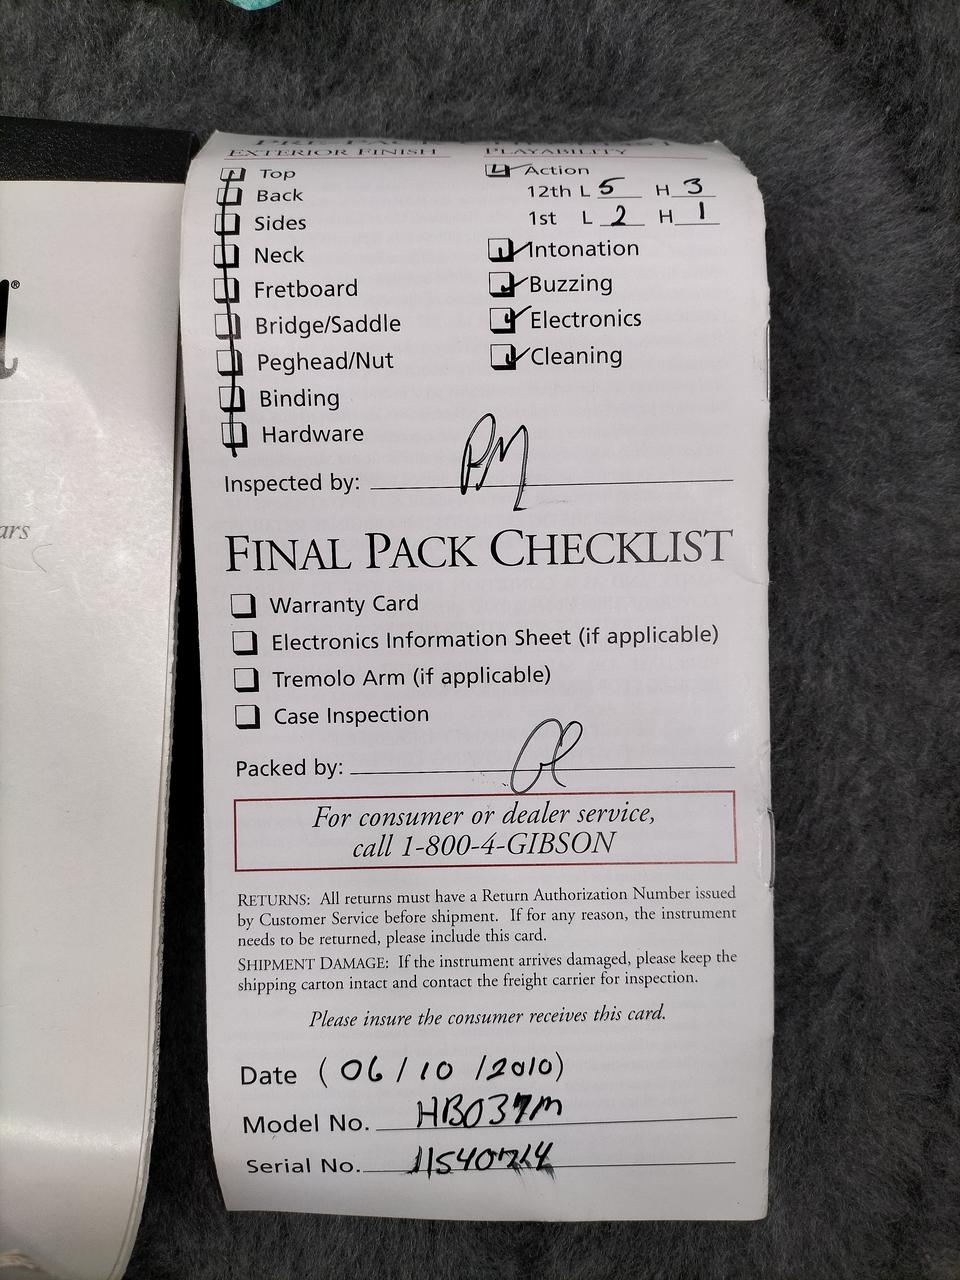 EXTERIOR FINISH
PLAYABILITY
Top
Back
Sides
Neck
Fretboard
Bridge/Saddle
Peghead/Nut
Binding
Hardware
Action
12th L 5 H 3
1st L 2 H 1
Intonation
Buzzing
Electronics
Cleaning
Inspected by:
FINAL PACK CHECKLIST
Warranty Card
Electronics Information Sheet (if applicable)
Tremolo Arm (if applicable)
Case Inspection
Packed by:
For consumer or dealer service,
call 1-800-4-GIBSON
RETURNS: All returns must have a Return Authorization Number issued
by Customer Service before shipment. If for any reason, the instrument
needs to be returned, please include this card.
SHIPMENT DAMAGE: If the instrument arrives damaged, please keep the
shipping carton intact and contact the freight carrier for inspection.
Please insure the consumer receives this card.
Date (06/10/2010)
Model No. HB037M
Serial No.